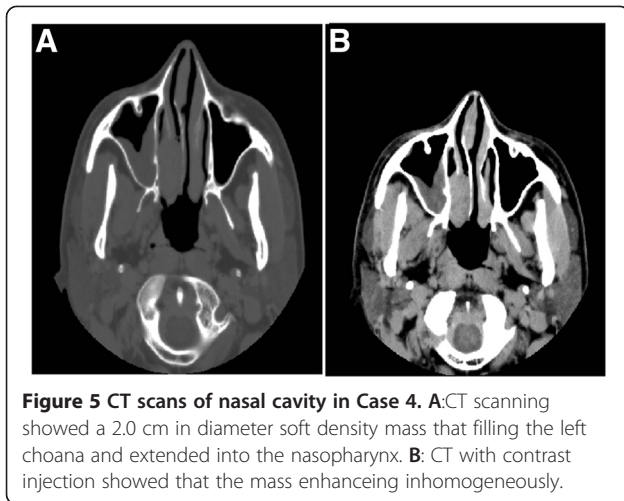 A
B
Figure 5 CT scans of nasal cavity in Case 4. A:CT scanning
showed a 2.0 cm in diameter soft density mass that filling the left
choana and extended into the nasopharynx. B: CT with contrast
injection showed that the mass enhanceing inhomogeneously.